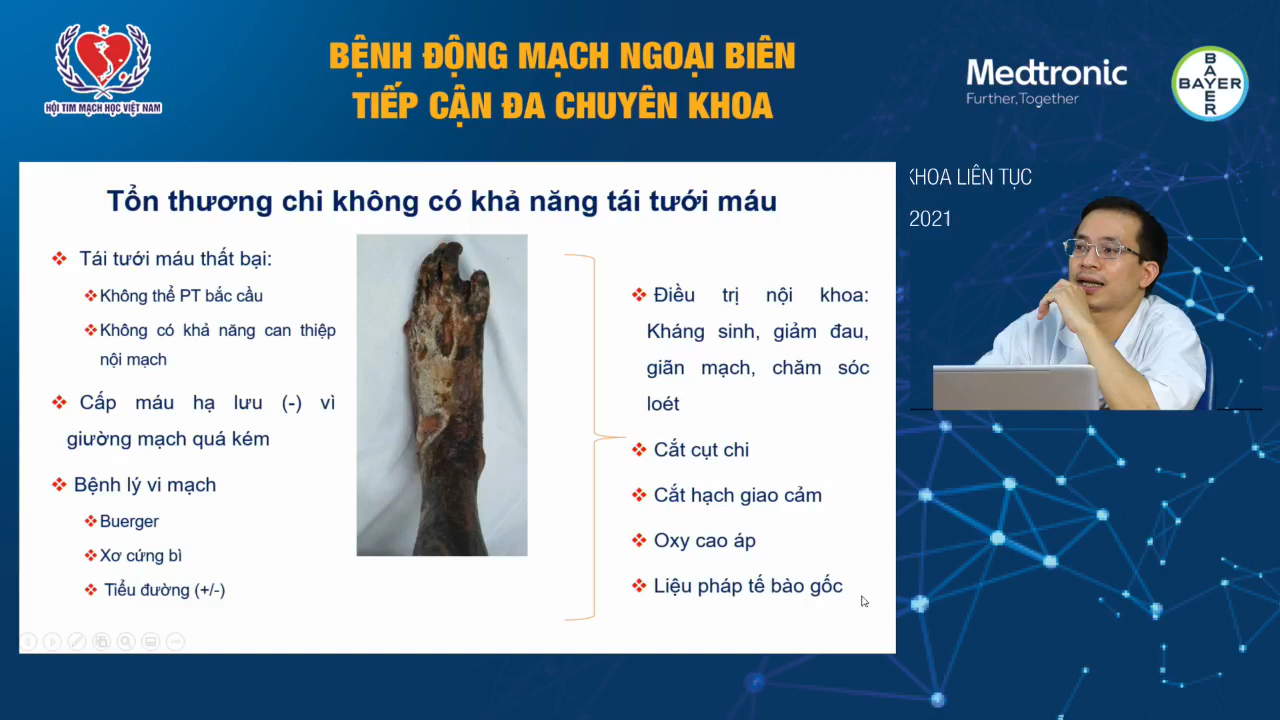 HỘI TIM MẠCH HỌC VIỆT NAM
BỆNH ĐỘNG MẠCH NGOẠI BIÊN
TIẾP CẬN ĐA CHUYÊN KHOA
Medtronic
Further, Together
BAYER
BAYER
KHOA LIÊN TỤC
2021
Tổn thương chi không có khả năng tái tưới máu
Tái tưới máu thất bại:
Không thể PT bắc cầu
Không có khả năng can thiệp
nội mạch
Cấp máu hạ lưu (-) vì
giường mạch quá kém
Bệnh lý vi mạch
Buerger
Xơ cứng bì
Tiểu đường (+/-)
Điều trị nội khoa:
Kháng sinh, giảm đau,
giãn mạch, chăm sóc
loét
Cắt cụt chi
Cắt hạch giao cảm
Oxy cao áp
Liệu pháp tế bào gốc